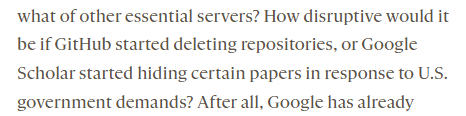 what of other essential servers? How disruptive would it
be if GitHub started deleting repositories, or Google
Scholar started hiding certain papers in response to U.S.
government demands? After all, Google has already